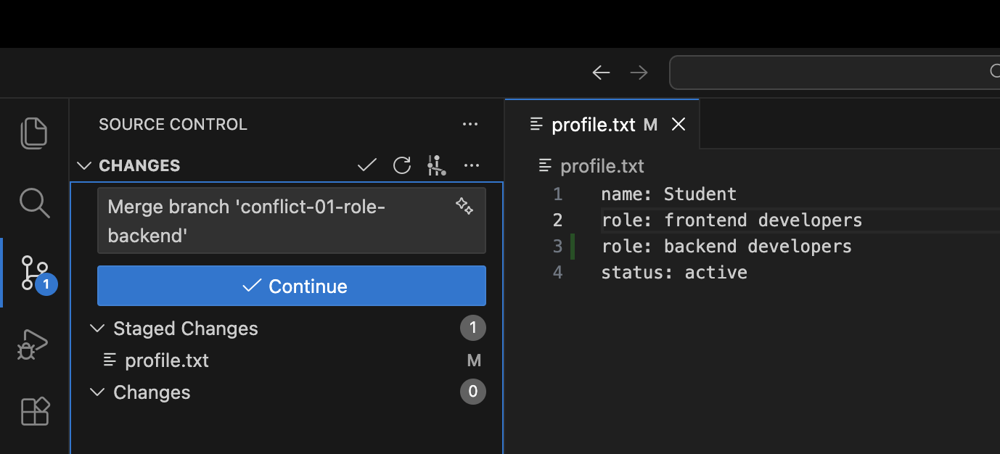 SOURCE CONTROL
CHANGES
Merge branch 'conflict-01-role-
backend'
Continue
Staged Changes 1
profile.txt M
Changes 0
1
profile.txt M
profile.txt
1 name: Student
2 role: frontend developers
3 role: backend developers
4 status: active